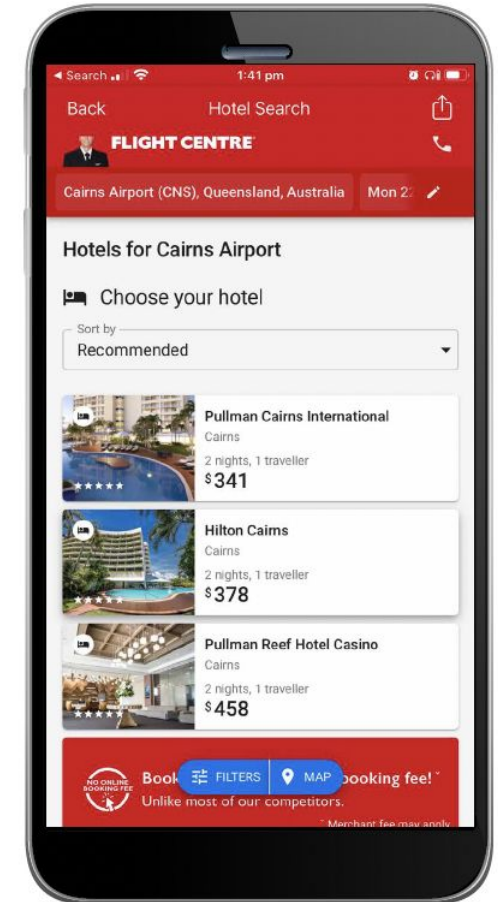 Search
1:41 pm
Back
Hotel Search
FLIGHT CENTRE
Cairns Airport (CNS), Queensland, Australia
Mon 22
Hotels for Cairns Airport
Choose your hotel
Sort by
Recommended
Pullman Cairns International
Cairns
2 nights, 1 traveller
$341
Hilton Cairns
Cairns
2 nights, 1 traveller
$378
Pullman Reef Hotel Casino
Cairns
2 nights, 1 traveller
$458
NO ONLINE
BOOKING FEE
Book
FILTERS
MAP
booking fee!
Unlike most of our competitors.
Merchant fee may apply